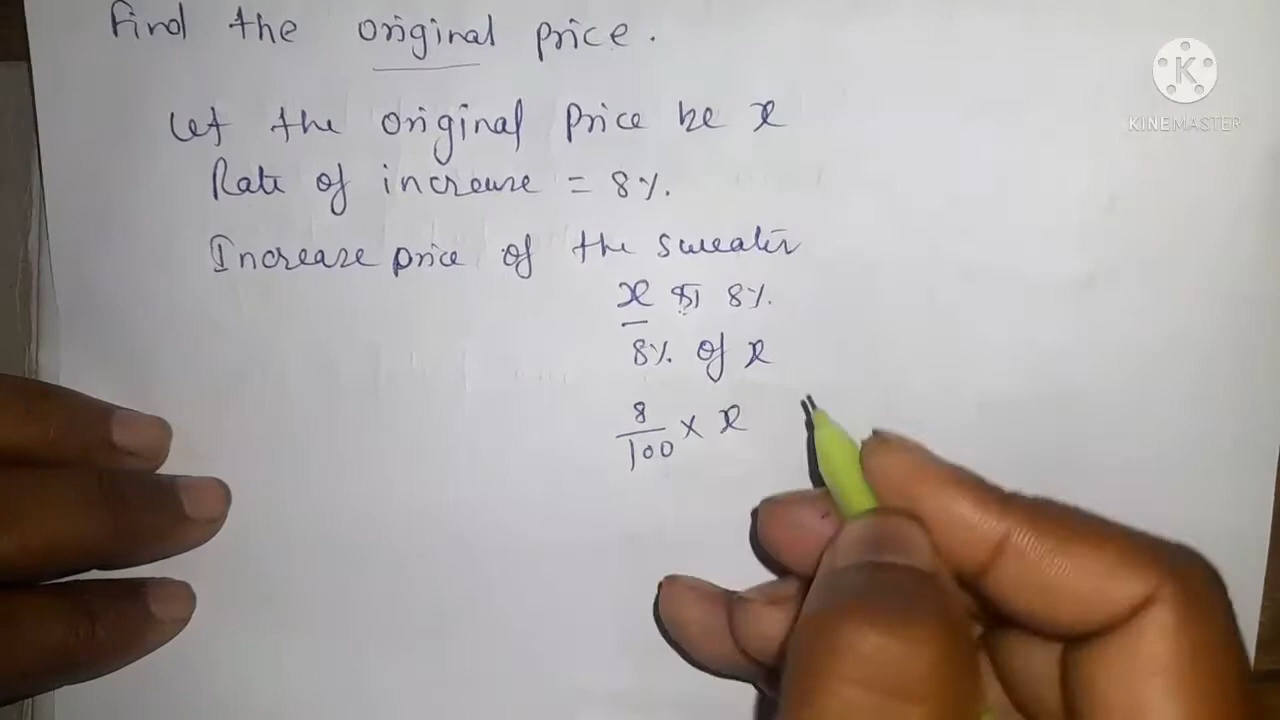 Find the original price.
K
KINEMASTER
Let the original price be x
Rate of increase = 8%.
Increase price of the sweater
x 8%.
8% of x
8/100 × x